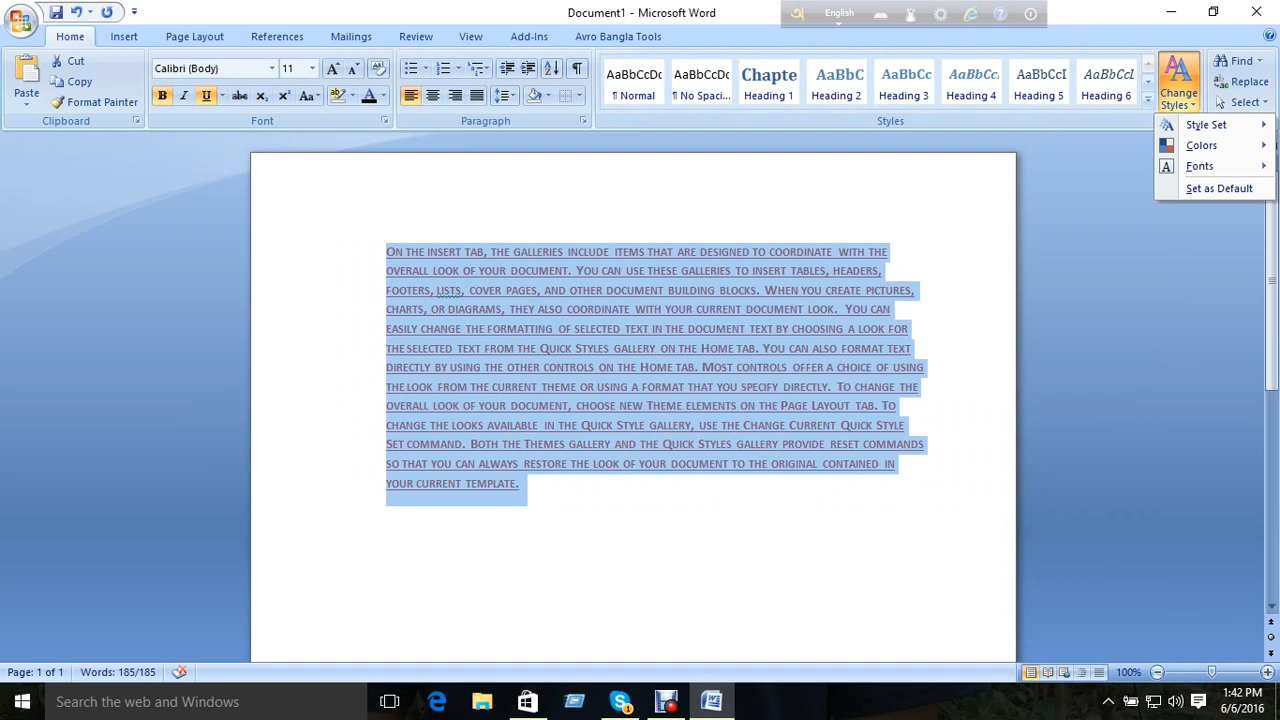 Document1 - Microsoft Word
English
Home Insert Page Layout References Mailings Review View Add-Ins Avro Bangla Tools
Paste
Cut
Copy
Format Painter
Clipboard
Calibri (Body) 11
B I U abc x₂ x² Aa
Font
Paragraph
AaBbCcDc AaBbCcDc Chapte AaBbC AaBbCc AaBbCc. AaBbCcI AaBbCcL
¶ Normal ¶ No Spaci... Heading 1 Heading 2 Heading 3 Heading 4 Heading 5 Heading 6
Styles
Change Styles
Find
Replace
Select
Style Set
Colors
Fonts
Set as Default
On the insert tab, the galleries include items that are designed to coordinate with the
overall look of your document. You can use these galleries to insert tables, headers,
footers, lists, cover pages, and other document building blocks. When you create pictures,
charts, or diagrams, they also coordinate with your current document look. You can
easily change the formatting of selected text in the document text by choosing a look for
the selected text from the Quick Styles gallery on the Home tab. You can also format text
directly by using the other controls on the Home tab. Most controls offer a choice of using
the look from the current theme or using a format that you specify directly. To change the
overall look of your document, choose new Theme elements on the Page Layout tab. To
change the looks available in the Quick Style gallery, use the Change Current Quick Style
Set command. Both the Themes gallery and the Quick Styles gallery provide reset commands
so that you can always restore the look of your document to the original contained in
your current template.
Page: 1 of 1 Words: 185/185 100%
Search the web and Windows
1:42 PM
6/6/2016